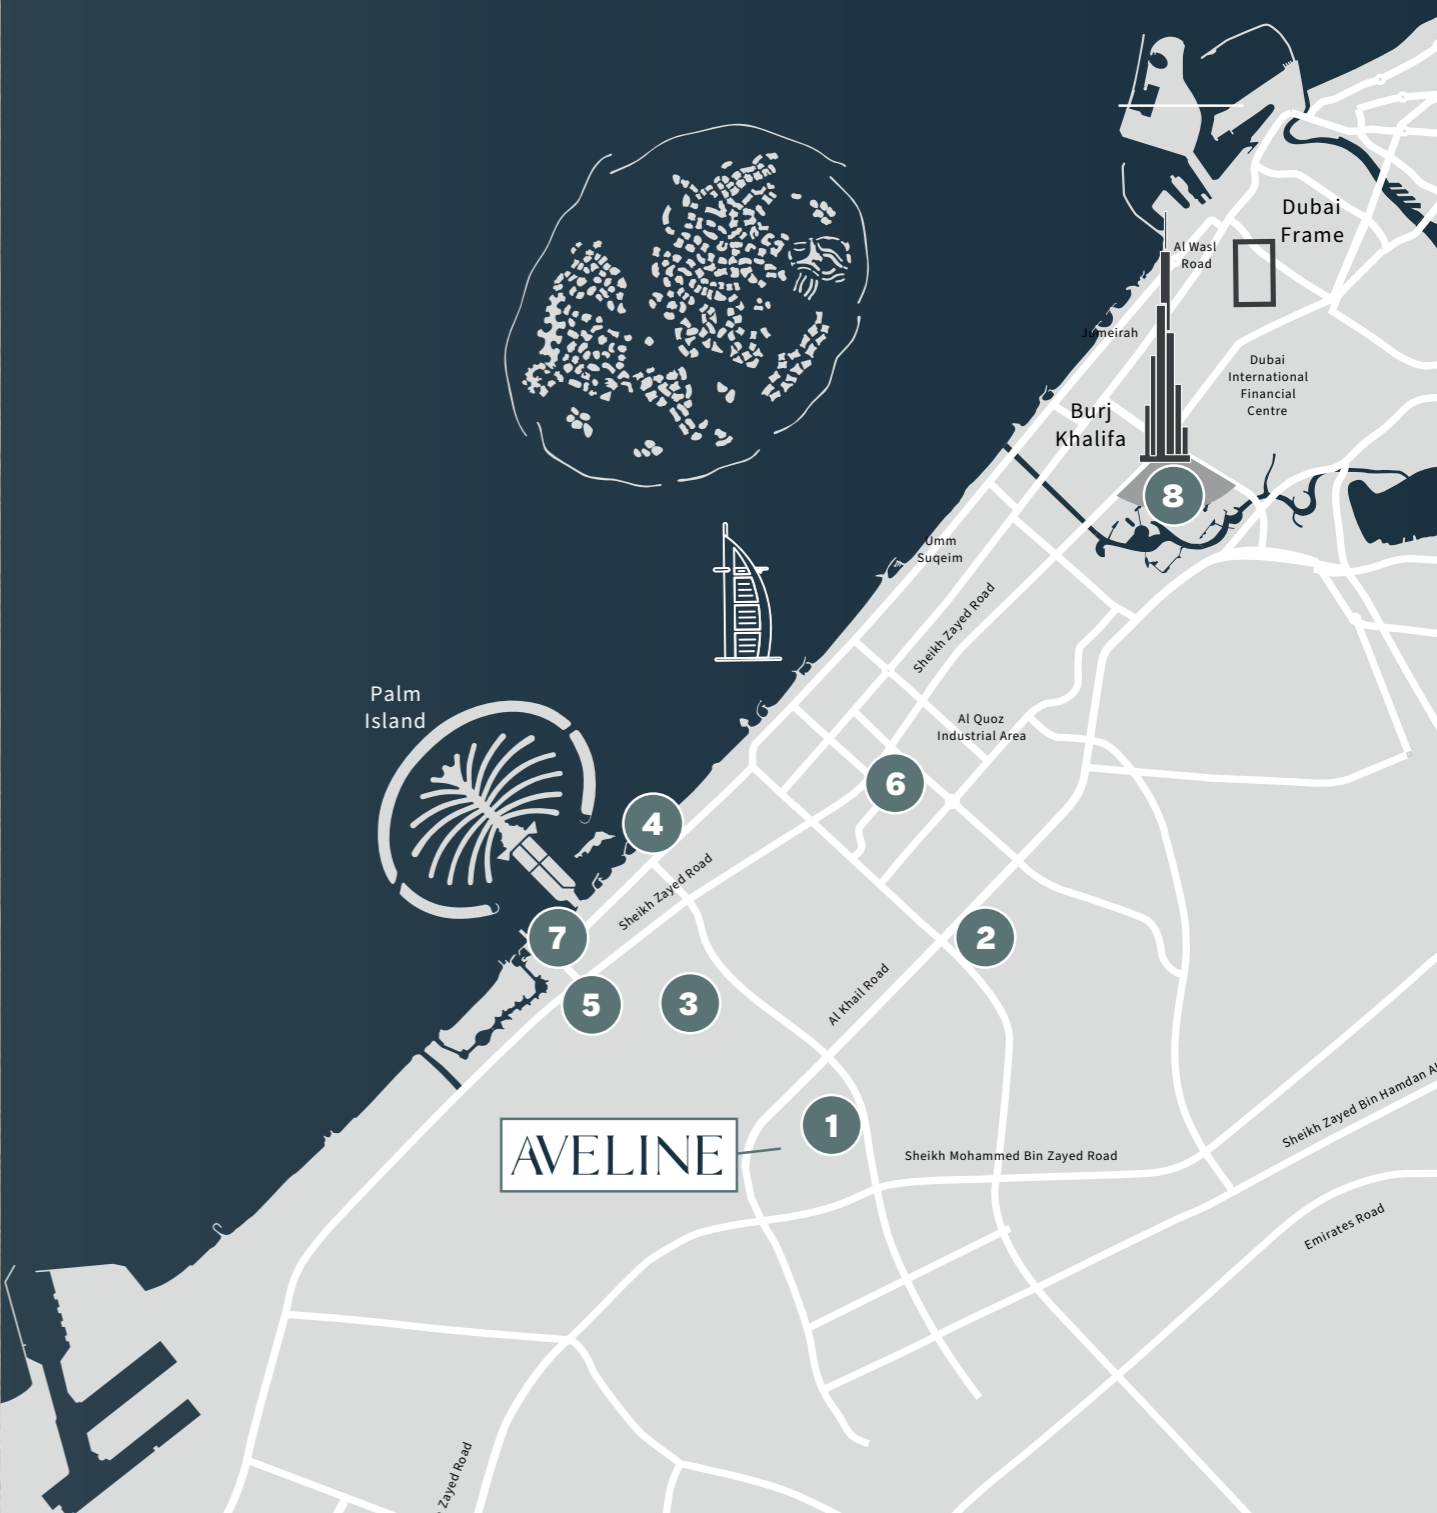 Dubai
Frame
Al Wasl
Road
Jumeirah
Dubai
International
Financial
Centre
Burj
Khalifa
8
Umm
Suqeim
Sheikh Zayed Road
Palm
Island
Al Quoz
Industrial Area
6
4
Sheikh Zayed Road
7
2
5
3
Al Khail Road
1
AVELINE
Sheikh Mohammed Bin Zayed Road
Sheikh Zayed Bin Hamdan Al
Emirates Road
Zayed Road